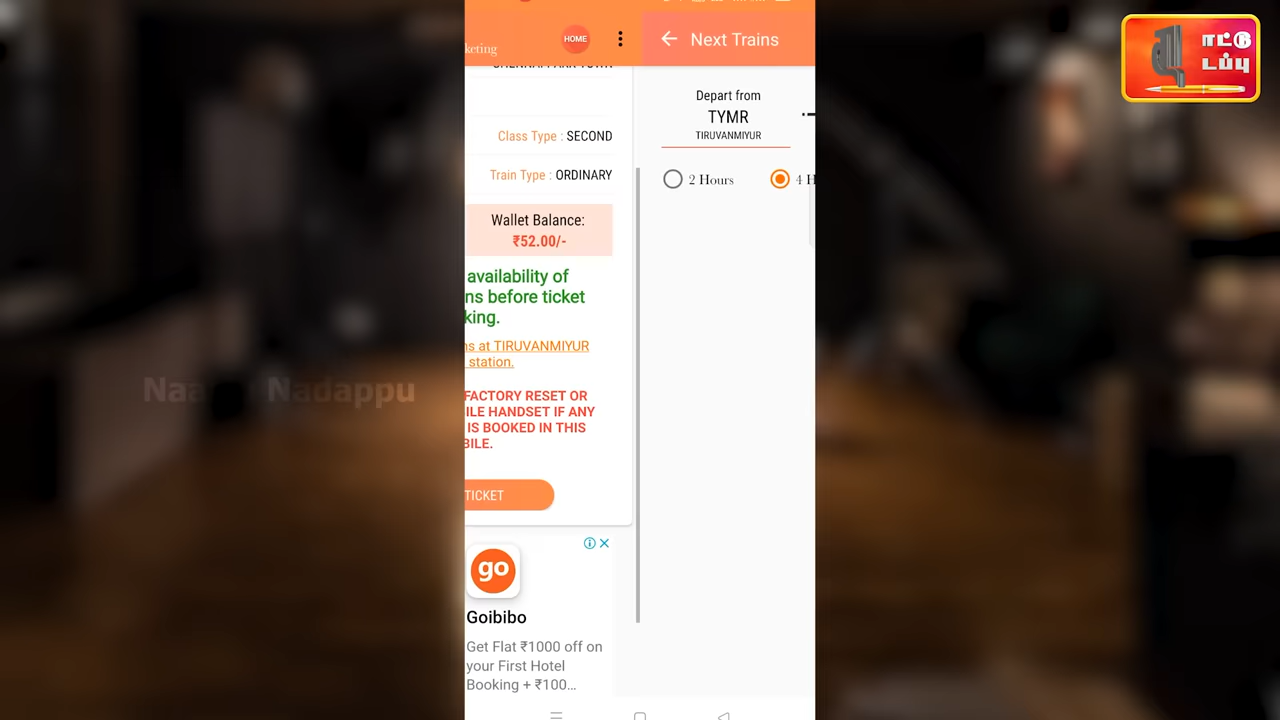 keting
HOME
Class Type : SECOND
Train Type : ORDINARY
Wallet Balance:
₹52.00/-
availability of
ns before ticket
king.
ns at TIRUVANMIYUR
station.
FACTORY RESET OR
ILE HANDSET IF ANY
IS BOOKED IN THIS
BILE.
TICKET
go
Goibibo
Get Flat ₹1000 off on
your First Hotel
Booking + ₹100...
Next Trains
Depart from
TYMR
TIRUVANMIYUR
2 Hours
4 H
நாட்டு
நடப்பு
Naattu Nadappu